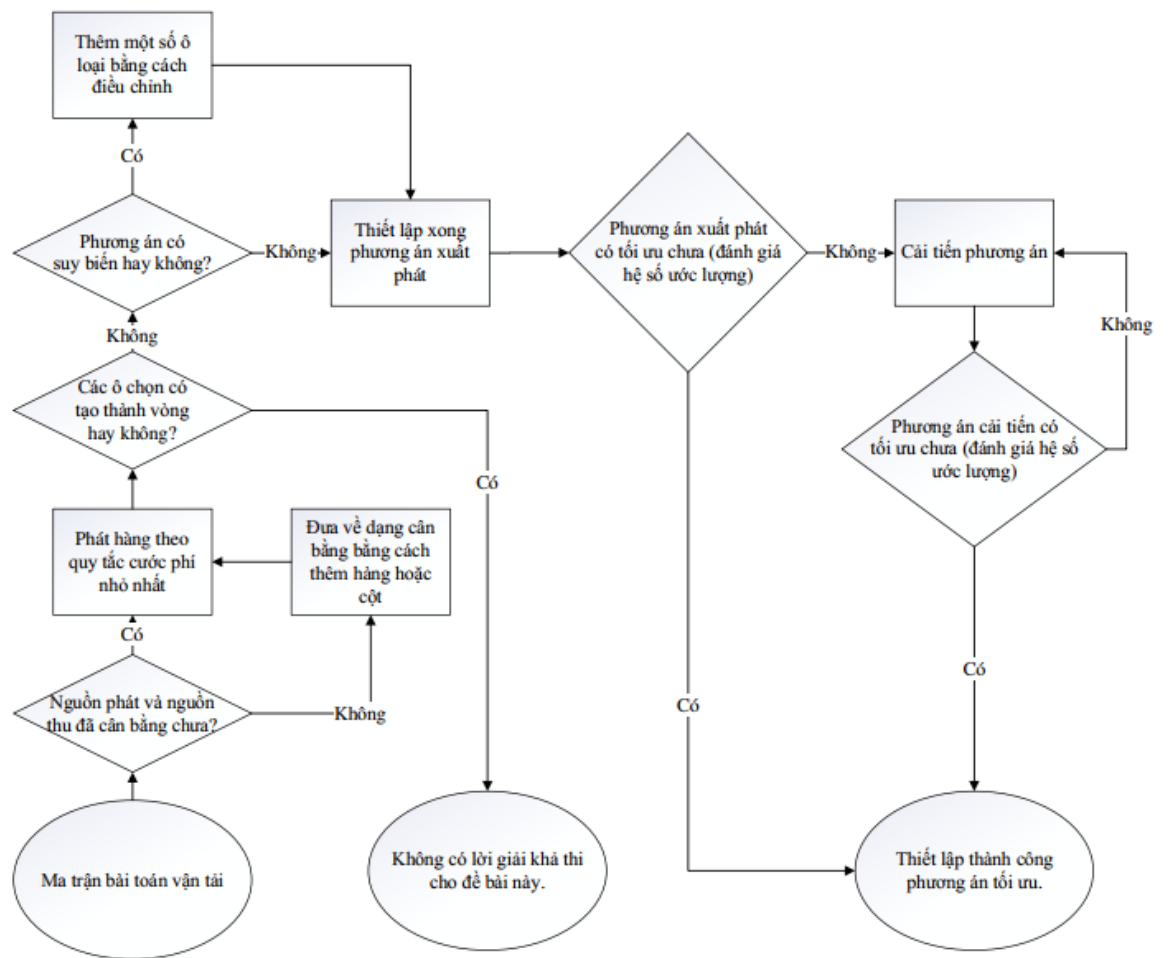 Thêm một số ô
loại bằng cách
điều chỉnh
Có
Phương án có
suy biến hay không?
Không
Thiết lập xong
phương án xuất
phát
Phương án xuất phát
có tối ưu chưa (đánh giá
hệ số ước lượng)
Không
Cải tiến phương án
Không
Không
Các ô chọn có
tạo thành vòng
hay không?
Phương án cải tiến có
tối ưu chưa (đánh giá hệ số
ước lượng)
Có
Phát hàng theo
quy tắc cước phí
nhỏ nhất
Đưa về dạng cân
bằng bằng cách
thêm hàng hoặc
cột
Có
Nguồn phát và nguồn
thu đã cân bằng chưa?
Không
Có
Có
Ma trận bài toán vận tải
Không có lời giải khả thi
cho đề bài này.
Thiết lập thành công
phương án tối ưu.